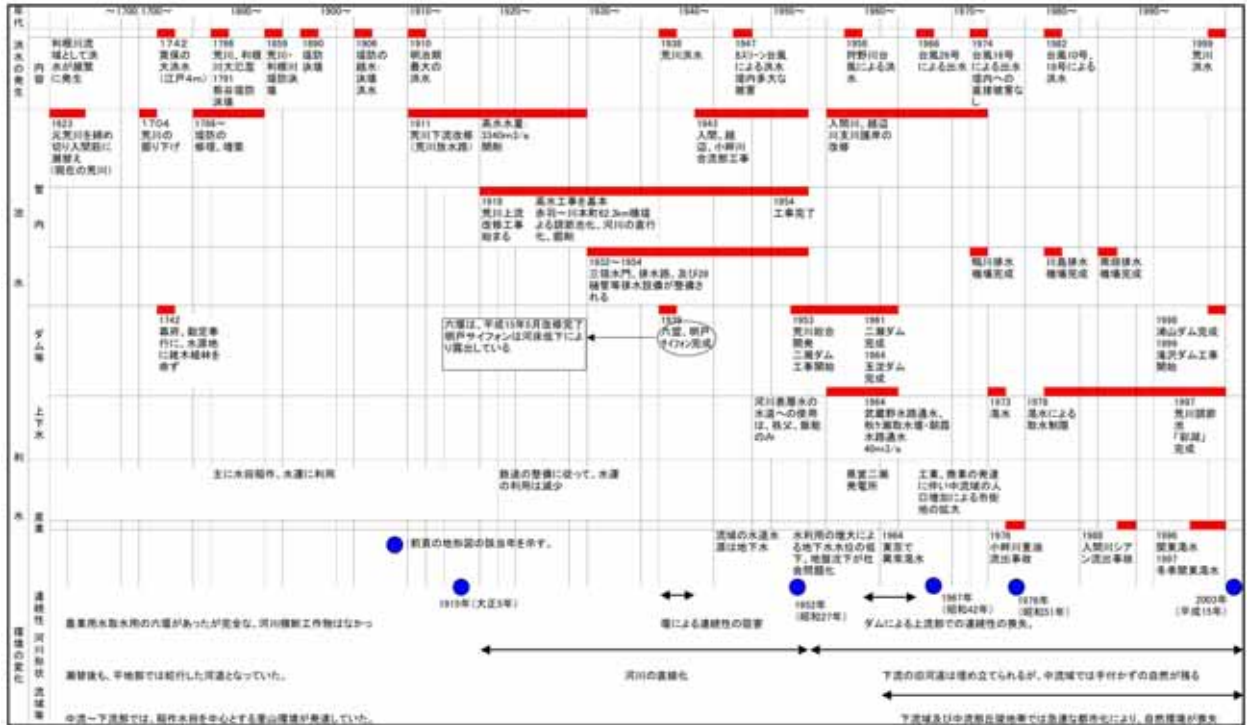 年代 ～1700 1700～ ～1800 ～1900 ～1910 ～1920 ～1930 ～1940 ～1950 ～1960 ～1970 ～1980 ～1990
洪水の発生
内容
利根川流
域として洪
水が頻繁
に発生
1742
寛保の
大洪水
(江戸4m)
1786
荒川、利根
川大氾濫
1791
熊谷堤防
決壊
1859
荒川・
利根川
堤防決
壊
1890
堤防
決壊
1906
堤防の
越水・
決壊
洪水
1910
明治期
最大の
洪水
1938
荒川洪水
1947
カスリーン台風
による洪水
堤内多大な
被害
1958
狩野川台
風による洪
水
1966
台風26号
による出水
1974
台風16号
による出水
堤内への
直接被害な
し
1982
台風10号、
18号による
洪水
1999
荒川
洪水
1623
元荒川を締め
切り入間筋に
瀬替え
(現在の荒川)
1704
荒川の
掘り下げ
1786～
堤防の
修理、増築
1911
荒川下流改修
(荒川放水路)
高水水量
3340m3/s
開削
1943
入間、越
辺、小畔川
合流部工事
入間川、越辺
川支川護岸の
改修
管
流 内
水
1918
荒川上流
改修工事
始まる
高水工事を基本
赤羽～川本町62.3km横堤
よる調節池化、河川の直行
化、掘削
1954
工事完了
1932～1954
三領水門、排水路、及び28
樋管等排水設備が整備さ
れる
鴨川排水
機場完成
川島排水
機場完成
南畑排水
機場完成
ダム等
1742
幕府、勘定奉
行に、水源地
に雑木植林を
命ず
六堰は、平成15年5月改修完了
明戸サイフォンは河床低下によ
り露出している
1939
六堰、明戸
サイフォン完成
1953
荒川総合
開発
二瀬ダム
工事開始
1961
二瀬ダム
完成
1964
玉淀ダム
完成
1998
浦山ダム完成
1999
滝沢ダム工事
開始
上下水
河川表層水の
水道への使用
は、秩父、飯能
のみ
1964
武蔵野水路通水、
秋ヶ瀬取水堰・朝霞
水路通水
40m3/s
1973
渇水
1978
渇水による
取水制限
1997
荒川調節
池
「彩湖」
完成
利
水
主に水田稲作、水運に利用
鉄道の整備に従って、水運
の利用は減少
県営二瀬
発電所
工業、商業の発達
に伴い中流域の人
口増加による市街
地の拡大
産業
前頁の地形図の該当年を示す。
流域の水道水
源は地下水
水利用の増大によ
る地下水水位の低
下、地盤沈下が社
会問題化
1964
東京で
異常渇水
1976
小畔川重油
流出事故
1988
入間川シア
ン流出事故
1996
関東渇水
1997
冬季関東渇水
1915年(大正5年)
1952年
(昭和27年)
1967年
(昭和42年)
1976年
(昭和51年)
2003年
(平成15年)
環境の変化
連続性
農業用水取水用の六堰があったが完全な、河川横断工作物はなかっ
堰による連続性の阻害
ダムによる上流部での連続性の損失。
河川形状
瀬替後も、平地部では蛇行した河道となっていた。
河川の直線化
下流の旧河道は埋め立てられるが、中流域では手付かずの自然が残る
流域等
中流～下流部では、稲作水田を中心とする里山環境が発達していた。
下流域及び中流部丘陵地帯では急速な都市化により、自然環境が損失